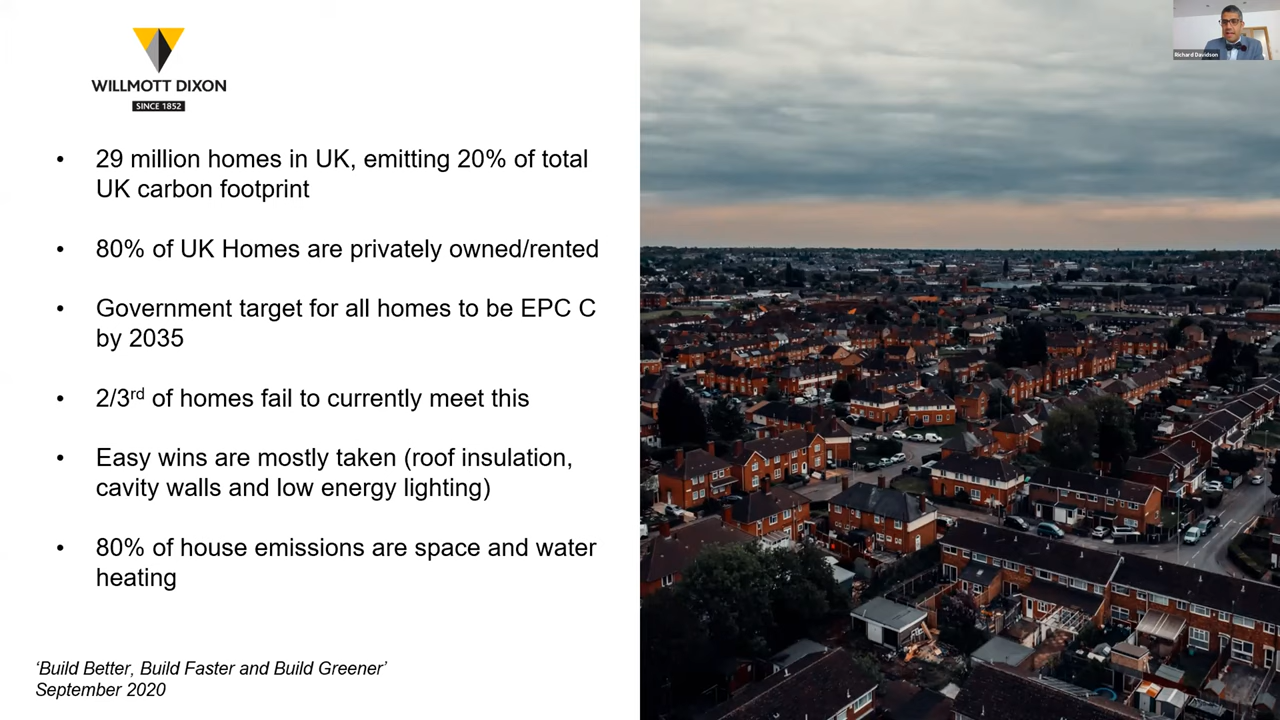 WILLMOTT DIXON
SINCE 1852
• 29 million homes in UK, emitting 20% of total
UK carbon footprint
• 80% of UK Homes are privately owned/rented
• Government target for all homes to be EPC C
by 2035
• 2/3rd of homes fail to currently meet this
• Easy wins are mostly taken (roof insulation,
cavity walls and low energy lighting)
• 80% of house emissions are space and water
heating
‘Build Better, Build Faster and Build Greener’
September 2020
Richard Davidson